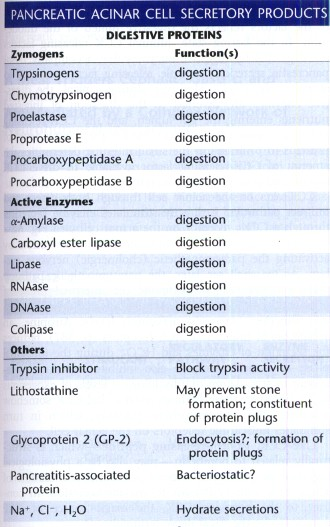 PANCREATIC ACINAR CELL SECRETORY PRODUCTS
DIGESTIVE PROTEINS
Zymogens Function(s)
Trypsinogens digestion
Chymotrypsinogen digestion
Proelastase digestion
Proprotease E digestion
Procarboxypeptidase A digestion
Procarboxypeptidase B digestion
Active Enzymes
α-Amylase digestion
Carboxyl ester lipase digestion
Lipase digestion
RNAase digestion
DNAase digestion
Colipase digestion
Others
Trypsin inhibitor Block trypsin activity
Lithostathine May prevent stone
formation; constituent
of protein plugs
Glycoprotein 2 (GP-2) Endocytosis?; formation of
protein plugs
Pancreatitis-associated Bacteriostatic?
protein
Na⁺, Cl⁻, H₂O Hydrate secretions